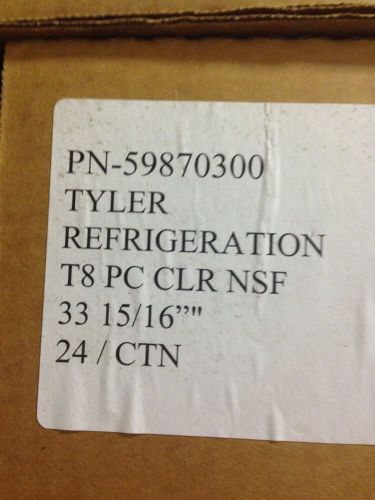 PN-59870300
TYLER
REFRIGERATION
T8 PC CLR NSF
33 15/16”"
24 / CTN